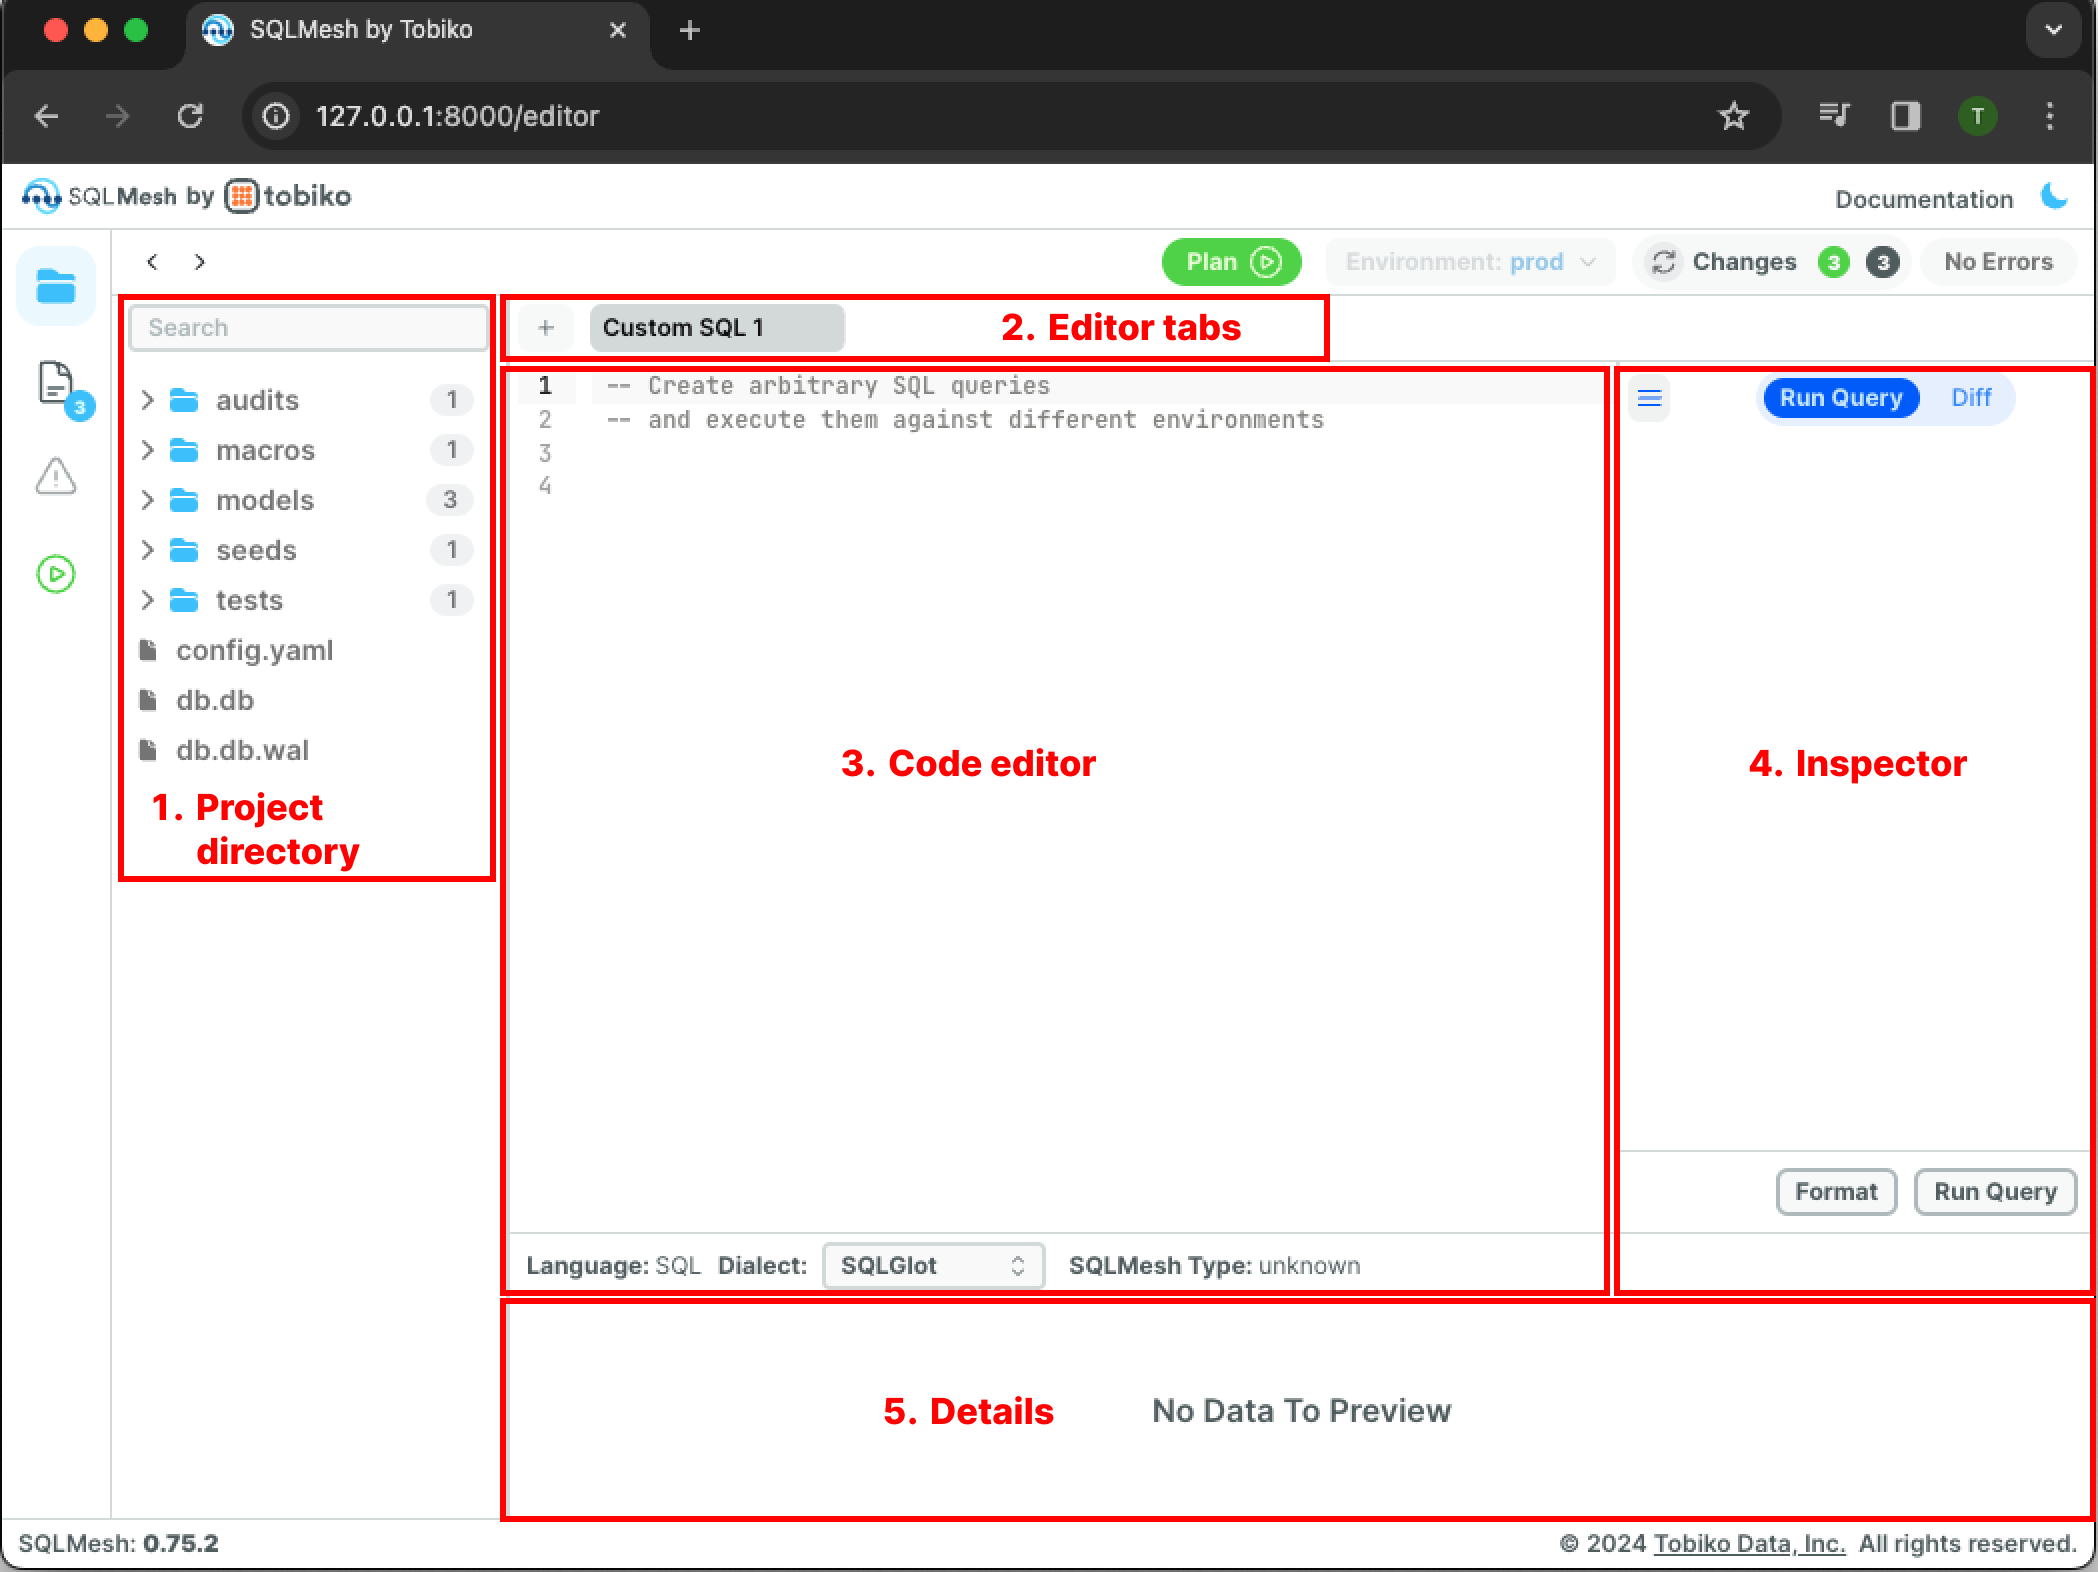 SQLMesh by Tobiko
127.0.0.1:8000/editor
T
SQLMesh by tobiko
Documentation
Plan
Environment: prod
Changes 3 3
No Errors
3
Search
audits 1
macros 1
models 3
seeds 1
tests 1
config.yaml
db.db
db.db.wal
1. Project
directory
+ Custom SQL 1
2. Editor tabs
1 -- Create arbitrary SQL queries
2 -- and execute them against different environments
3
4
3. Code editor
Language: SQL Dialect: SQLGlot SQLMesh Type: unknown
Run Query Diff
4. Inspector
Format Run Query
5. Details
No Data To Preview
SQLMesh: 0.75.2
© 2024 Tobiko Data, Inc. All rights reserved.